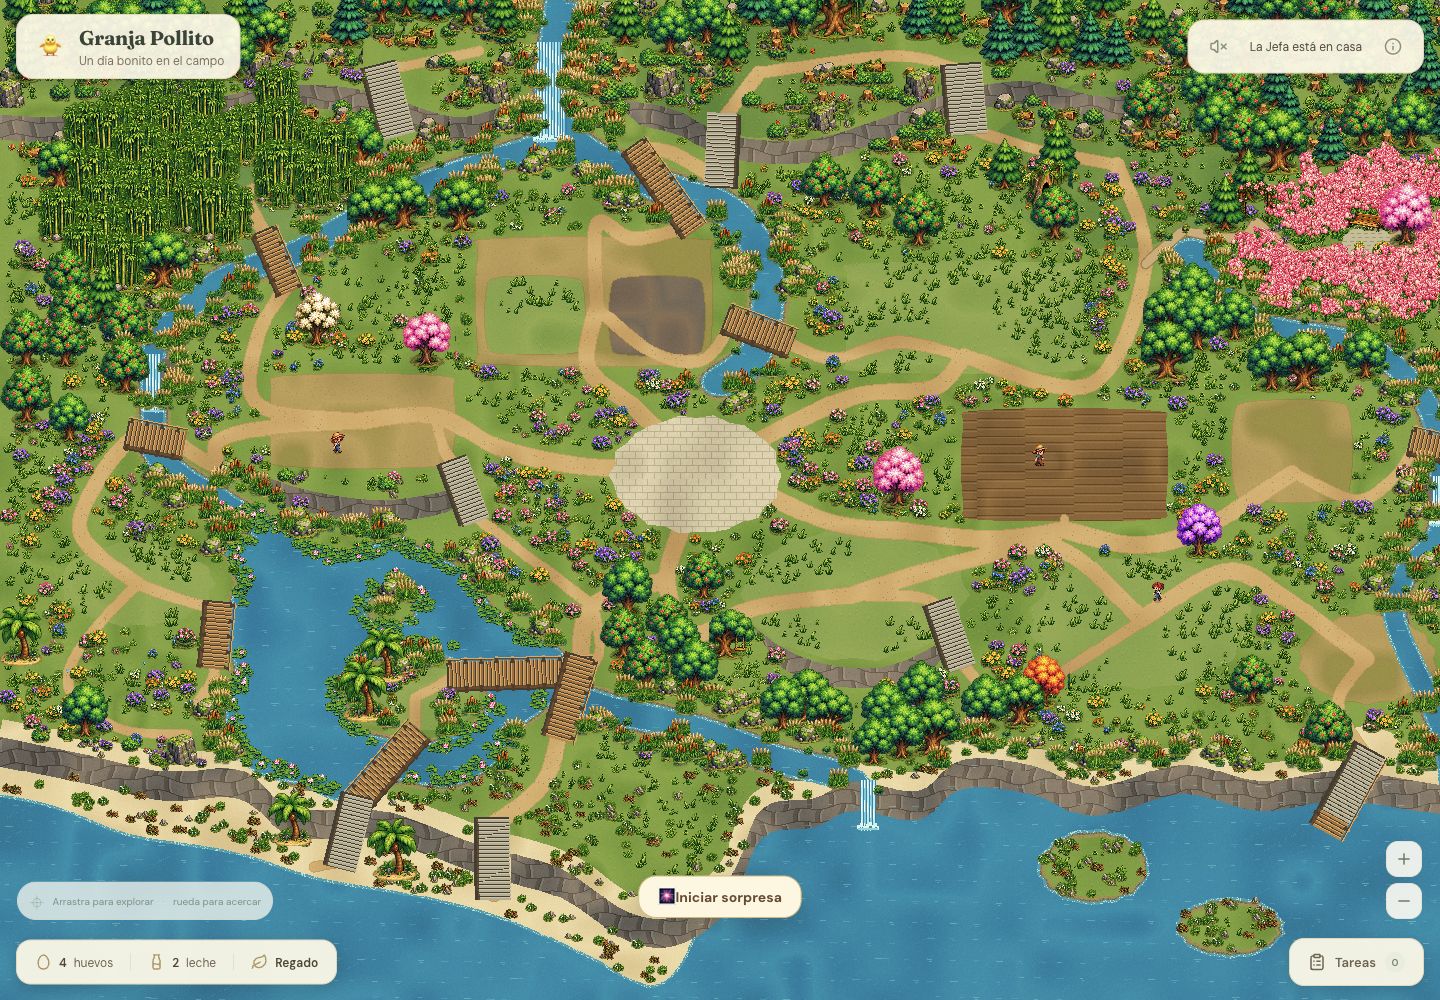 Granja Pollito
Un día bonito en el campo
La Jefa está en casa
Iniciar sorpresa
Arrastra para explorar
rueda para acercar
4 huevos
2 leche
Regado
Tareas 0